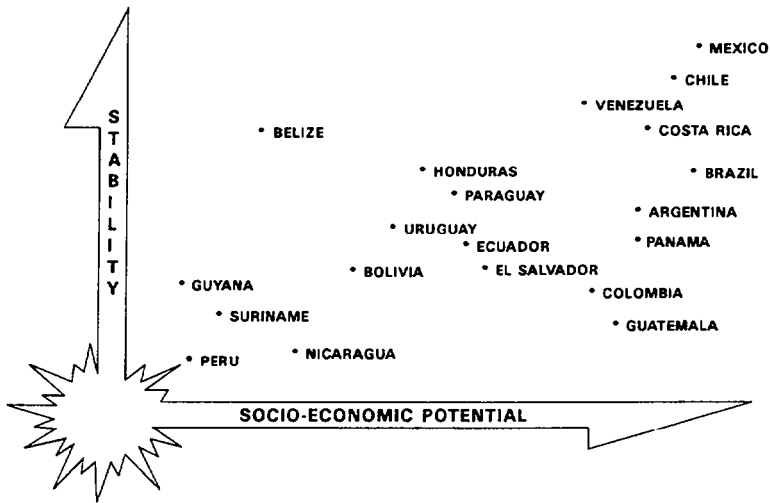 MEXICO
CHILE
VENEZUELA
COSTA RICA
BELIZE
HONDURAS
BRAZIL
PARAGUAY
ARGENTINA
URUGUAY
ECUADOR
PANAMA
BOLIVIA
EL SALVADOR
GUYANA
COLOMBIA
SURINAME
GUATEMALA
PERU
NICARAGUA
STABILITY
SOCIO-ECONOMIC POTENTIAL